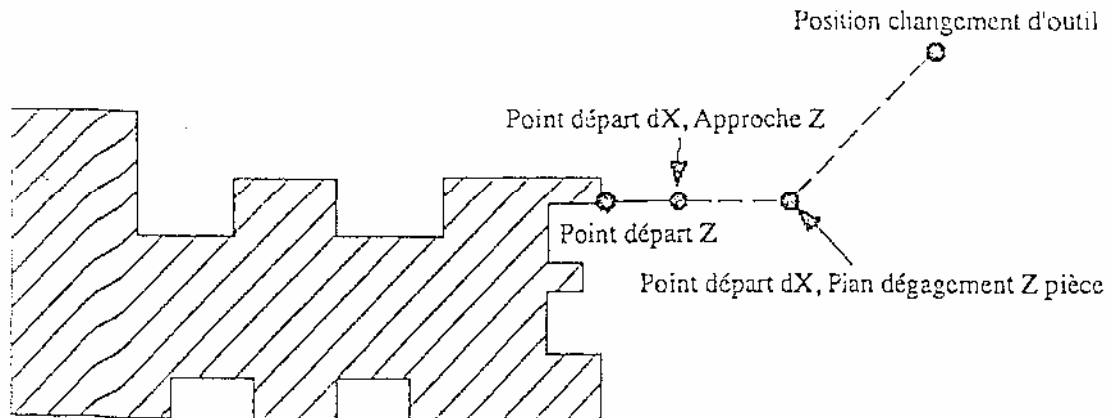 Position changement d'outil
Point départ dX, Approche Z
Point départ Z
Point départ dX, Plan dégagement Z pièce